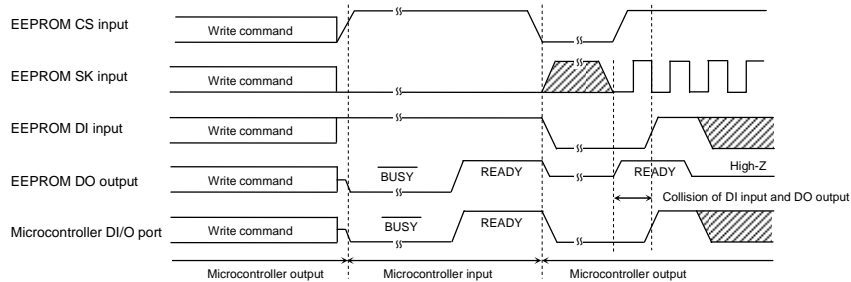 EEPROM CS input
Write command
EEPROM SK input
Write command
EEPROM DI input
Write command
EEPROM DO output
Write command
BUSY
READY
READY
High-Z
Collision of DI input and DO output
Microcontroller DI/O port
Write command
BUSY
READY
Microcontroller output
Microcontroller input
Microcontroller output